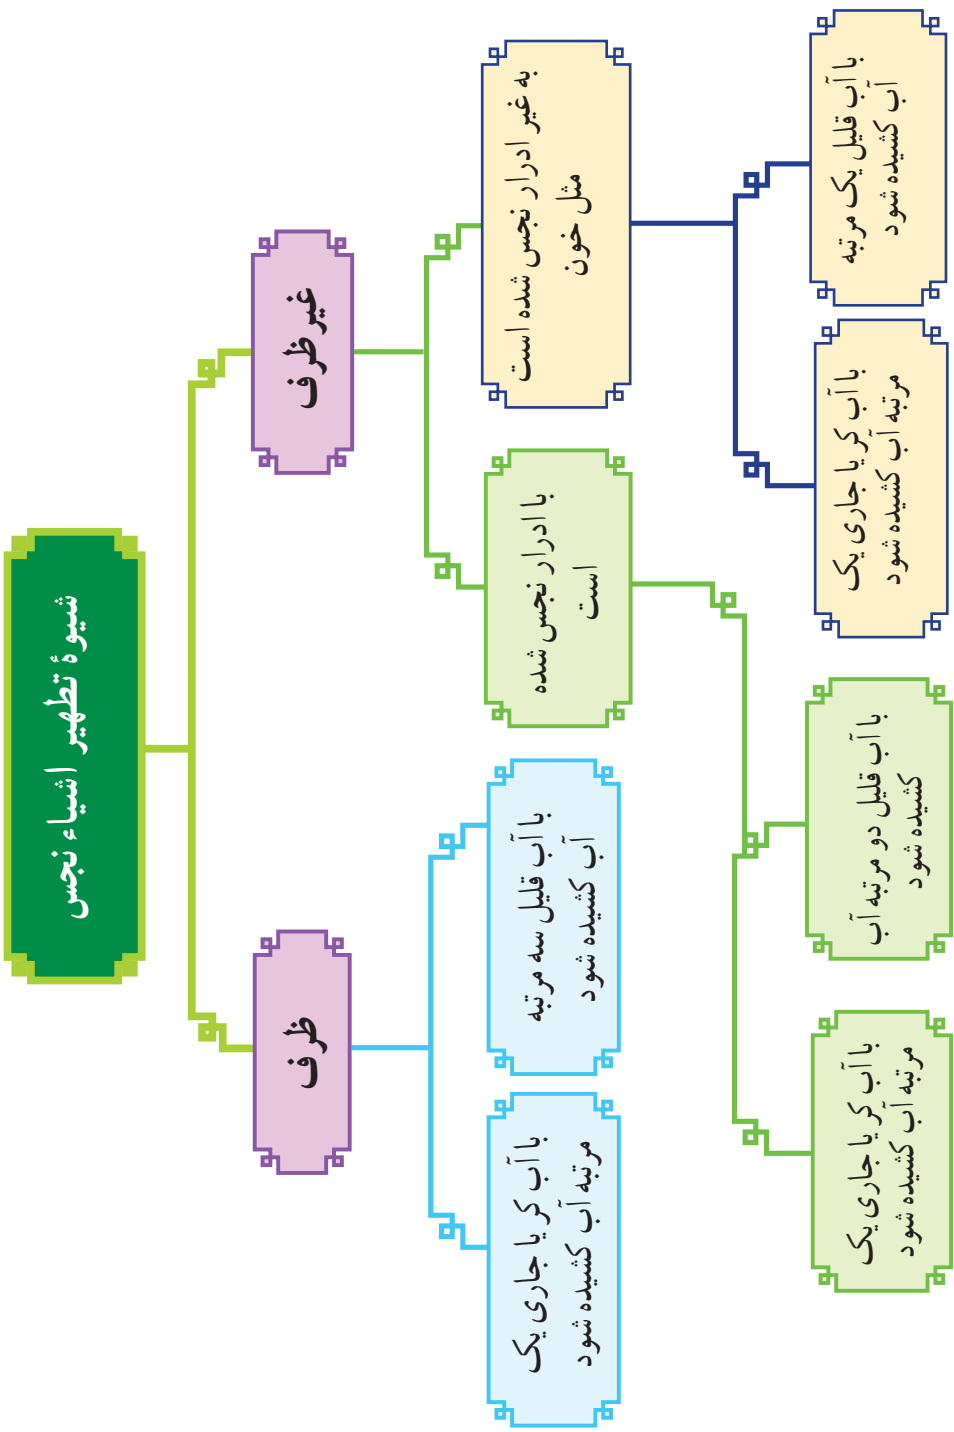 شیوهٔ تطهیر اشیاء نجس
غیر ظرف
ظرف
به غیر ادرار نجس شده است
مثل خون
با ادرار نجس شده
است
با آب قلیل سه مرتبه
آب کشیده شود
با آب کر یا جاری یک
مرتبه آب کشیده شود
با آب قلیل یک مرتبه
آب کشیده شود
با آب کر یا جاری یک
مرتبه آب کشیده شود
با آب قلیل دو مرتبه آب
کشیده شود
با آب کر یا جاری یک
مرتبه آب کشیده شود